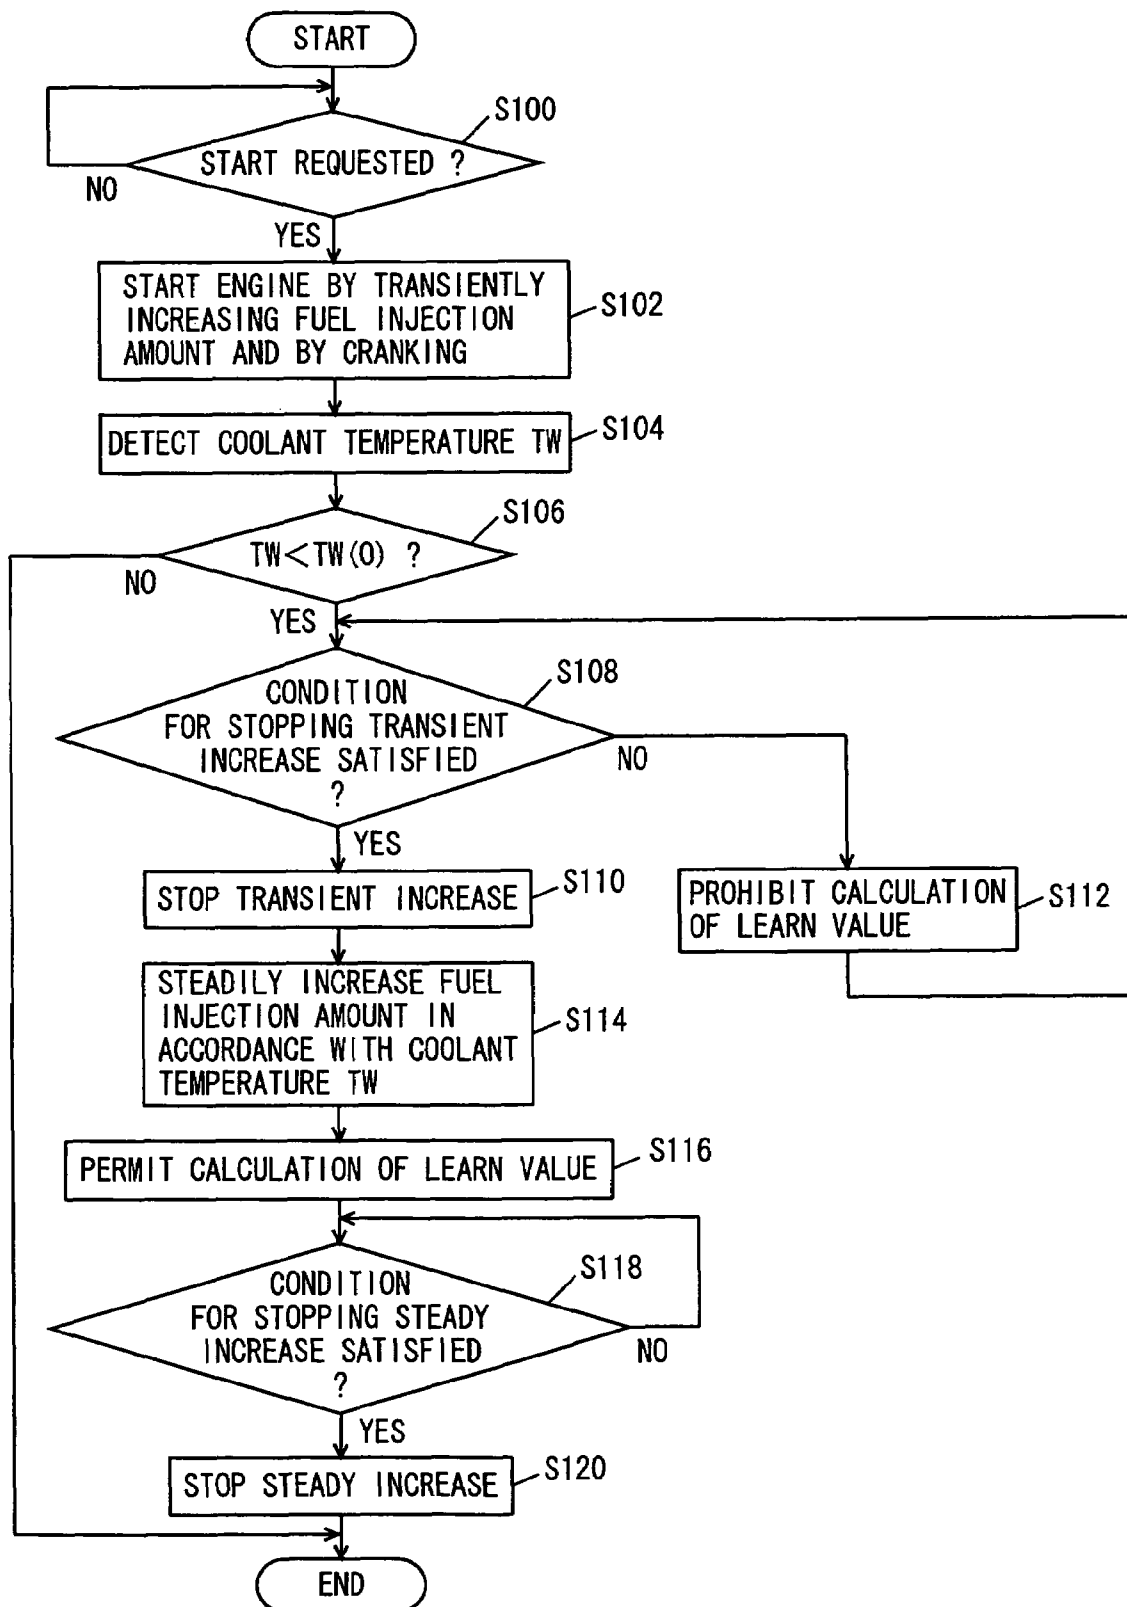 START
S100
START REQUESTED ?
NO
YES
START ENGINE BY TRANSIENTLY
INCREASING FUEL INJECTION
AMOUNT AND BY CRANKING
S102
DETECT COOLANT TEMPERATURE TW
S104
S106
TW<TW(0) ?
NO
YES
S108
CONDITION
FOR STOPPING TRANSIENT
INCREASE SATISFIED
?
NO
YES
STOP TRANSIENT INCREASE
S110
PROHIBIT CALCULATION
OF LEARN VALUE
S112
STEADILY INCREASE FUEL
INJECTION AMOUNT IN
ACCORDANCE WITH COOLANT
TEMPERATURE TW
S114
PERMIT CALCULATION OF LEARN VALUE
S116
S118
CONDITION
FOR STOPPING STEADY
INCREASE SATISFIED
?
NO
YES
STOP STEADY INCREASE
S120
END